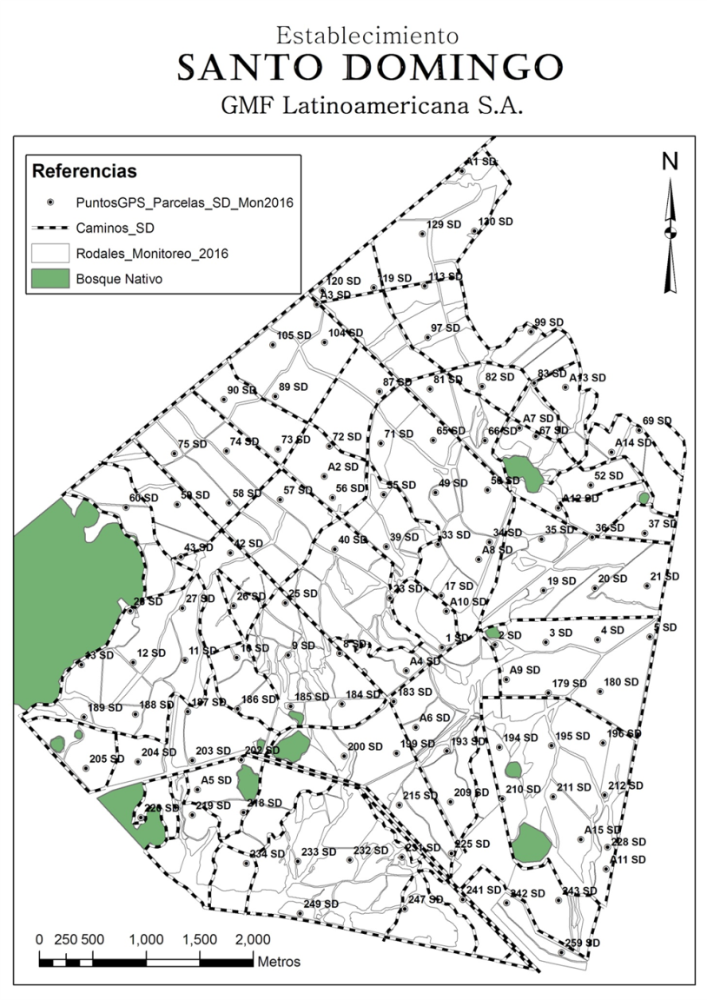 Establecimiento
SANTO DOMINGO
GMF Latinoamericana S.A.
Referencias
PuntosGPS_Parcelas_SD_Mon2016
Caminos_SD
Rodales_Monitoreo_2016
Bosque Nativo
N
A1 SD
129 SD
130 SD
120 SD
119 SD
113 SD
A3 SD
99 SD
105 SD
104 SD
97 SD
90 SD
89 SD
87 SD
81 SD
82 SD
83 SD
A13 SD
75 SD
74 SD
73 SD
72 SD
71 SD
65 SD
66 SD
A7 SD
67 SD
69 SD
A14 SD
A2 SD
60 SD
59 SD
58 SD
57 SD
56 SD
55 SD
49 SD
50 SD
52 SD
A12 SD
43 SD
42 SD
40 SD
39 SD
33 SD
34 SD
A8 SD
35 SD
36 SD
37 SD
28 SD
27 SD
26 SD
25 SD
23 SD
17 SD
A10 SD
19 SD
20 SD
21 SD
13 SD
12 SD
11 SD
10 SD
9 SD
8 SD
1 SD
2 SD
3 SD
4 SD
5 SD
A4 SD
A9 SD
189 SD
188 SD
187 SD
186 SD
185 SD
184 SD
183 SD
179 SD
180 SD
A6 SD
205 SD
204 SD
203 SD
202 SD
200 SD
199 SD
193 SD
194 SD
195 SD
196 SD
A5 SD
220 SD
219 SD
218 SD
215 SD
209 SD
210 SD
211 SD
212 SD
A15 SD
234 SD
233 SD
232 SD
231 SD
225 SD
228 SD
A11 SD
249 SD
247 SD
241 SD
242 SD
243 SD
259 SD
0 250 500 1,000 1,500 2,000
Metros